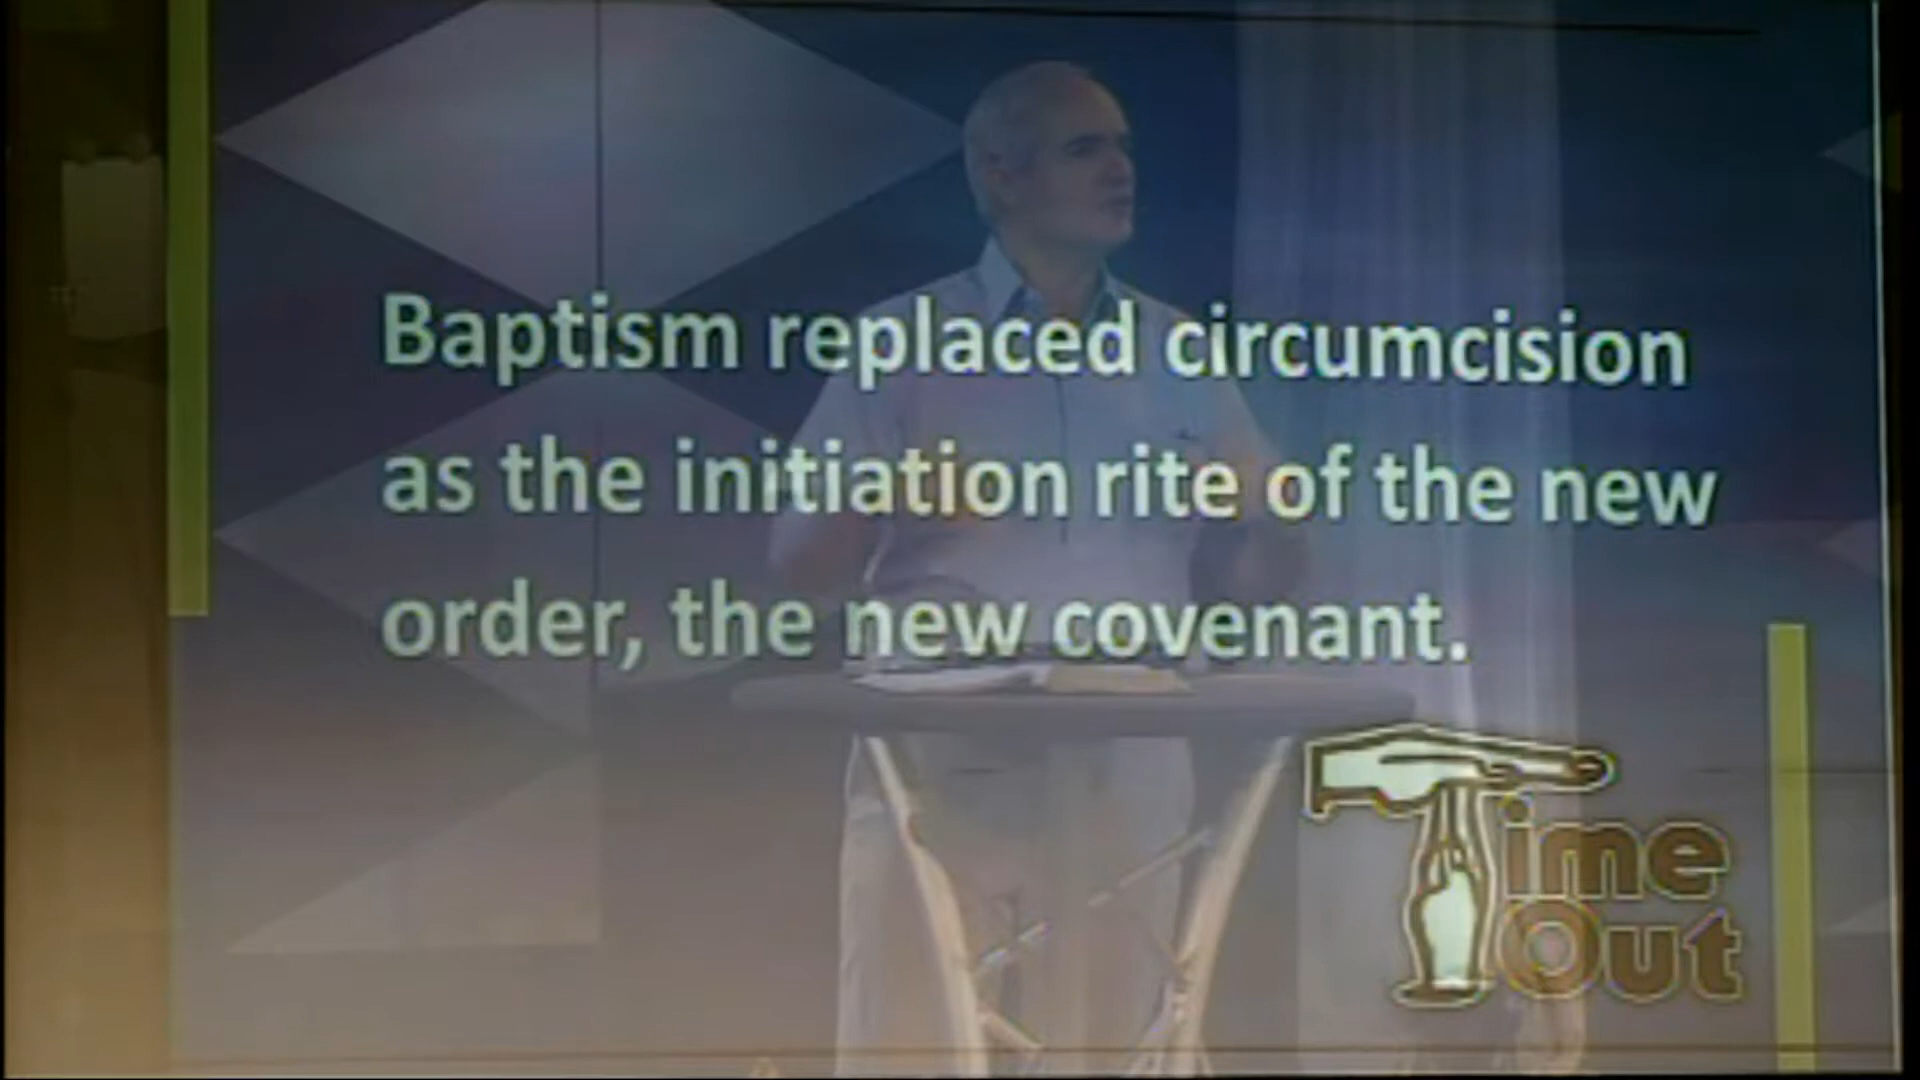 Baptism replaced circumcision
as the initiation rite of the new
order, the new covenant.
Time
Out